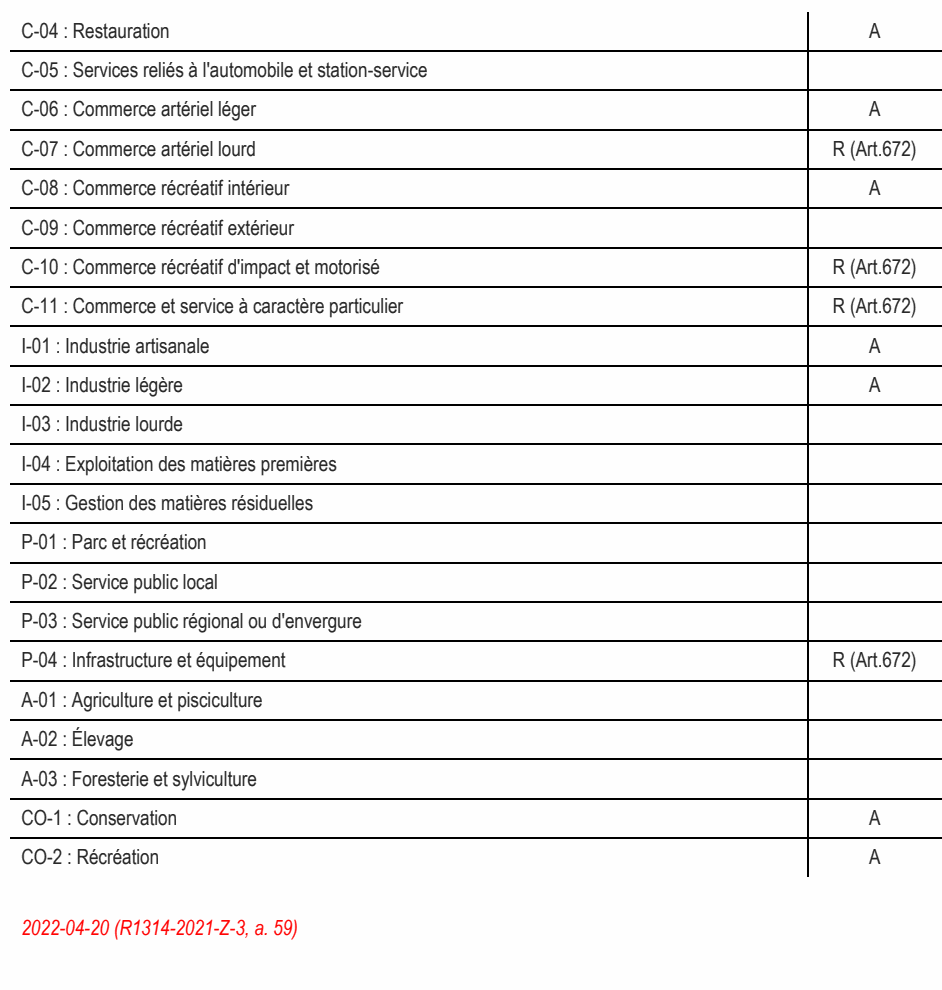 C-04 : Restauration A
C-05 : Services reliés à l'automobile et station-service
C-06 : Commerce artériel léger A
C-07 : Commerce artériel lourd R (Art.672)
C-08 : Commerce récréatif intérieur A
C-09 : Commerce récréatif extérieur
C-10 : Commerce récréatif d'impact et motorisé R (Art.672)
C-11 : Commerce et service à caractère particulier R (Art.672)
I-01 : Industrie artisanale A
I-02 : Industrie légère A
I-03 : Industrie lourde
I-04 : Exploitation des matières premières
I-05 : Gestion des matières résiduelles
P-01 : Parc et récréation
P-02 : Service public local
P-03 : Service public régional ou d'envergure
P-04 : Infrastructure et équipement R (Art.672)
A-01 : Agriculture et pisciculture
A-02 : Élevage
A-03 : Foresterie et sylviculture
CO-1 : Conservation A
CO-2 : Récréation A
2022-04-20 (R1314-2021-Z-3, a. 59)